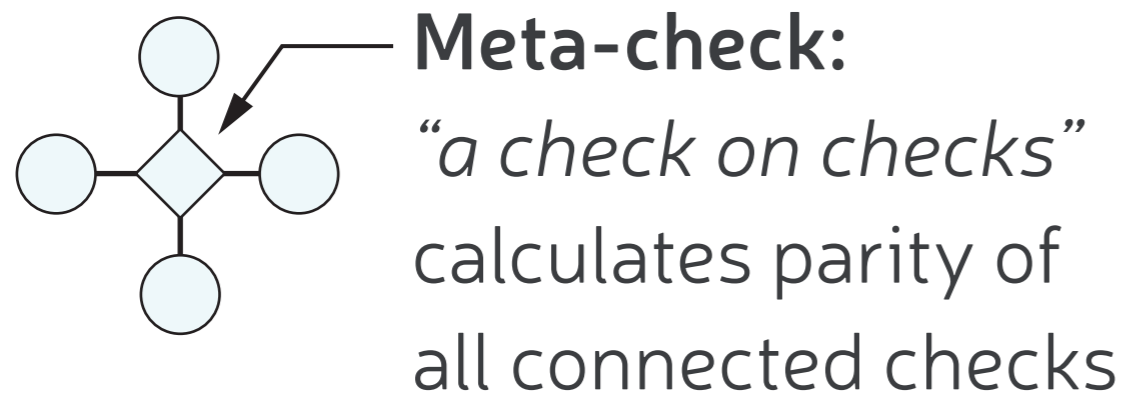 Meta-check:
“a check on checks”
calculates parity of
all connected checks